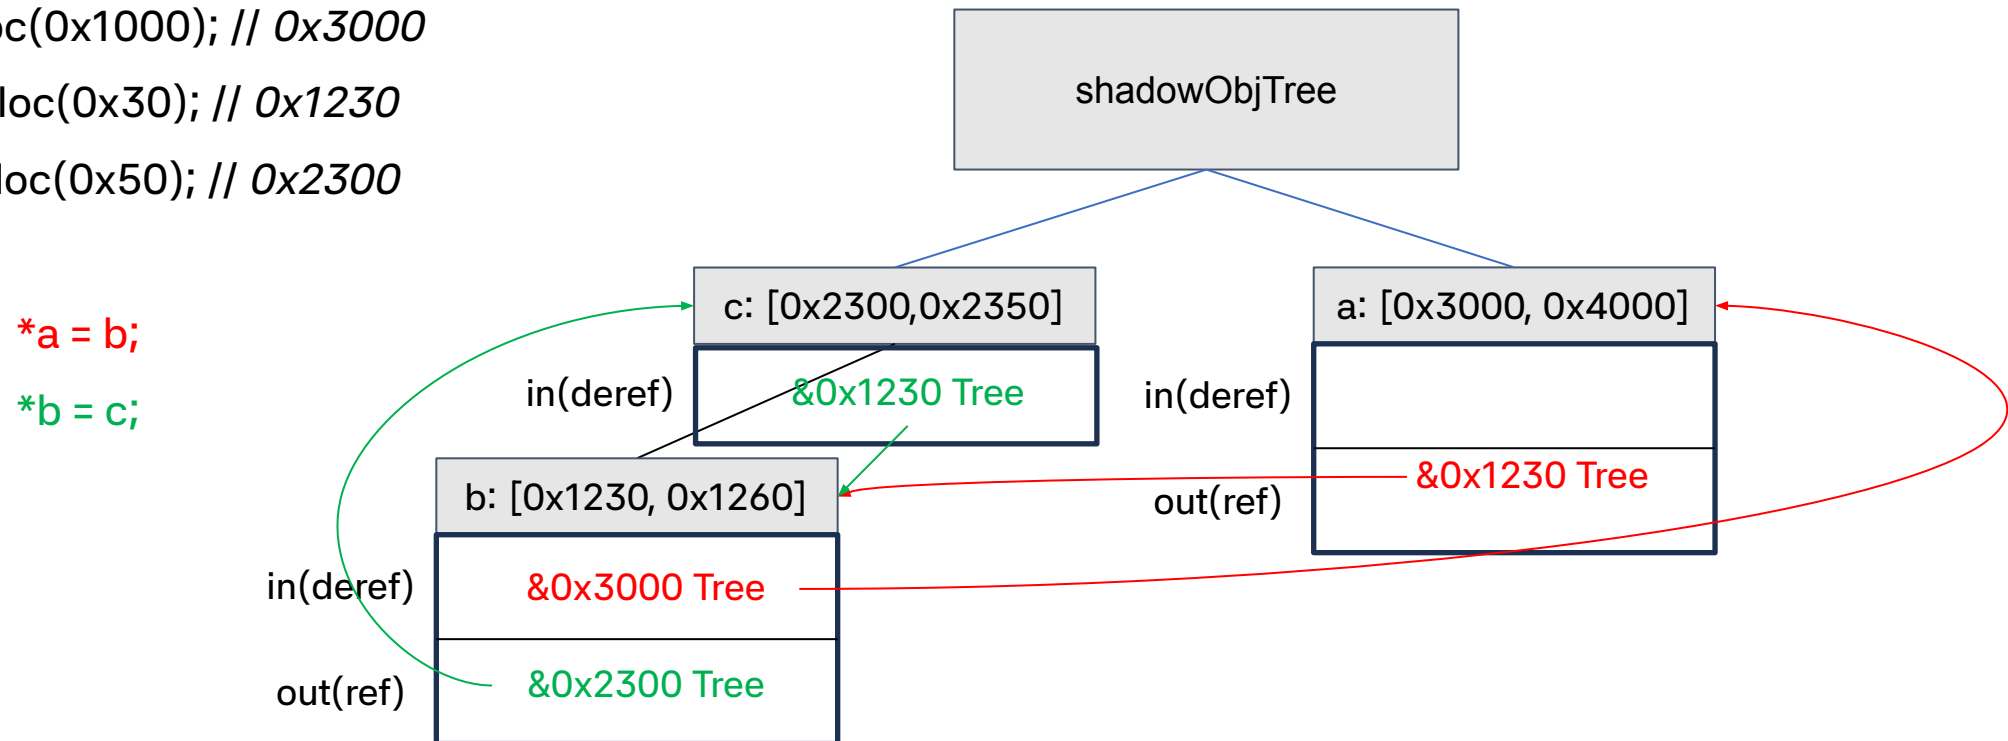 oc(0x1000); // 0x3000
loc(0x30); // 0x1230
loc(0x50); // 0x2300
*a = b;
*b = c;
shadowObjTree
c: [0x2300,0x2350]
in(deref)
&0x1230 Tree
a: [0x3000, 0x4000]
in(deref)
out(ref)
&0x1230 Tree
b: [0x1230, 0x1260]
in(deref)
&0x3000 Tree
out(ref)
&0x2300 Tree